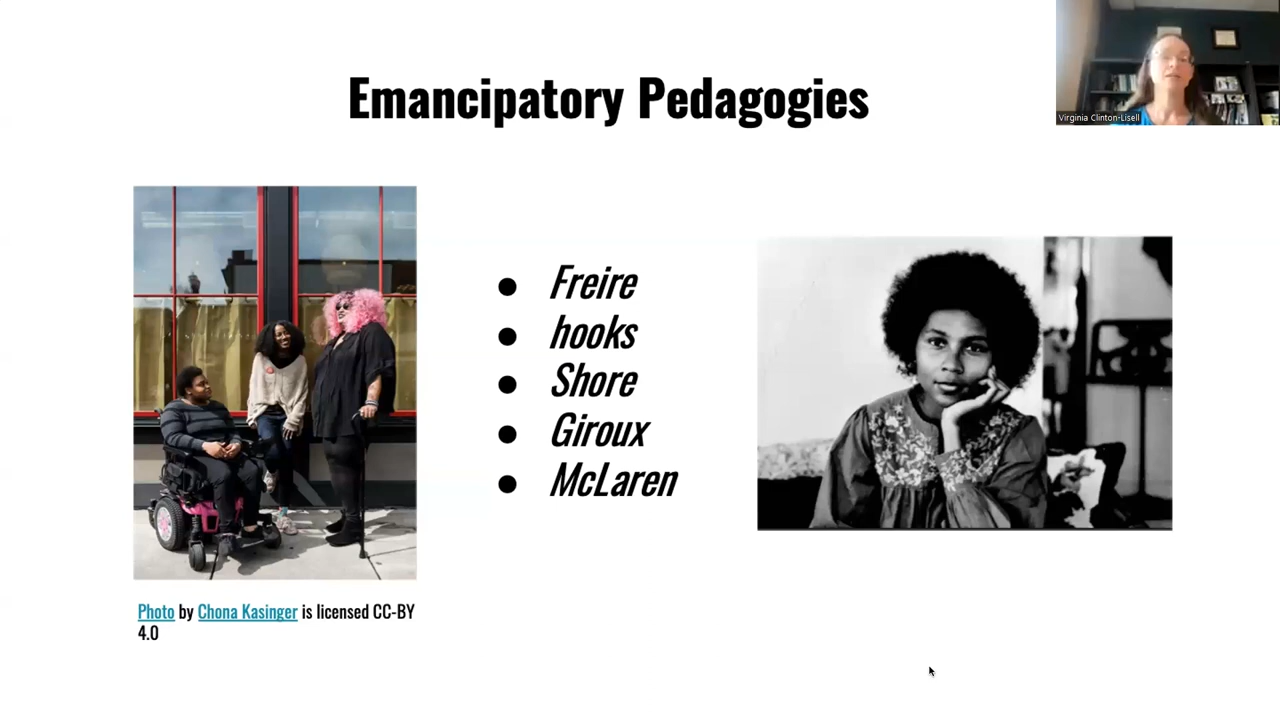 Emancipatory Pedagogies
Virginia Clinton-Lisell
● Freire
● hooks
● Shore
● Giroux
● McLaren
Photo by Chona Kasinger is licensed CC-BY
4.0